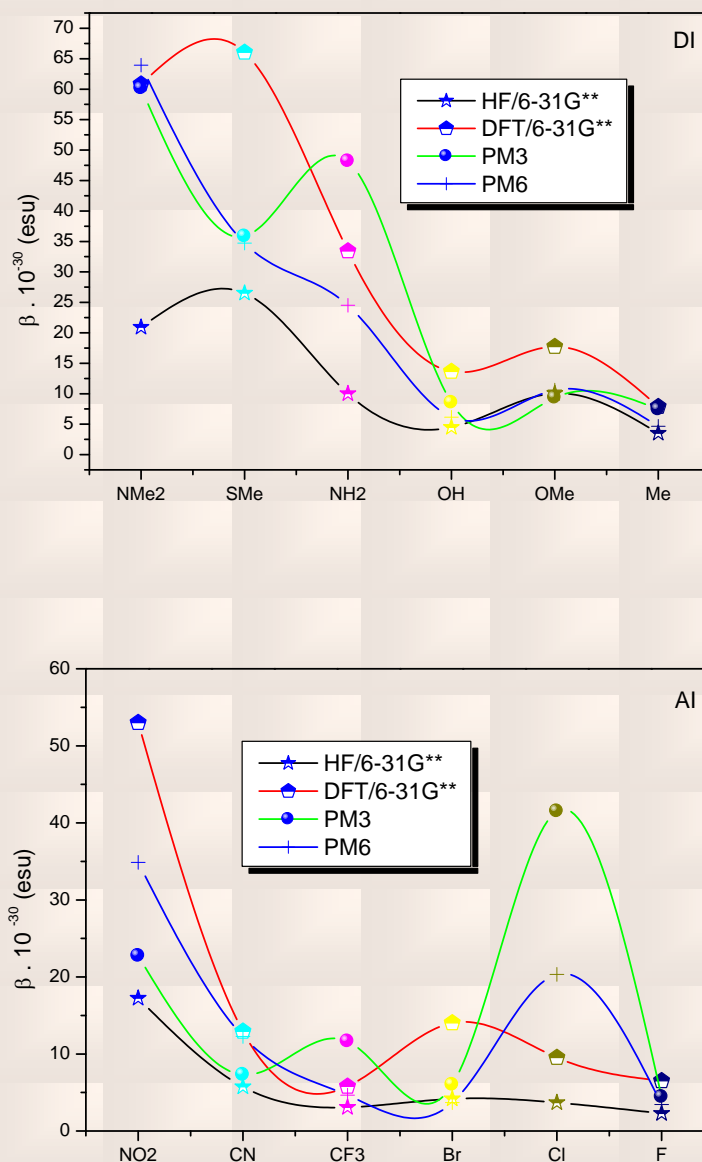 DI
70
65
60
55
50
45
40
35
30
25
20
15
10
5
0
β . 10^-30 (esu)
HF/6-31G**
DFT/6-31G**
PM3
PM6
NMe2 SMe NH2 OH OMe Me
AI
60
50
40
30
20
10
0
β . 10^-30 (esu)
HF/6-31G**
DFT/6-31G**
PM3
PM6
NO2 CN CF3 Br Cl F